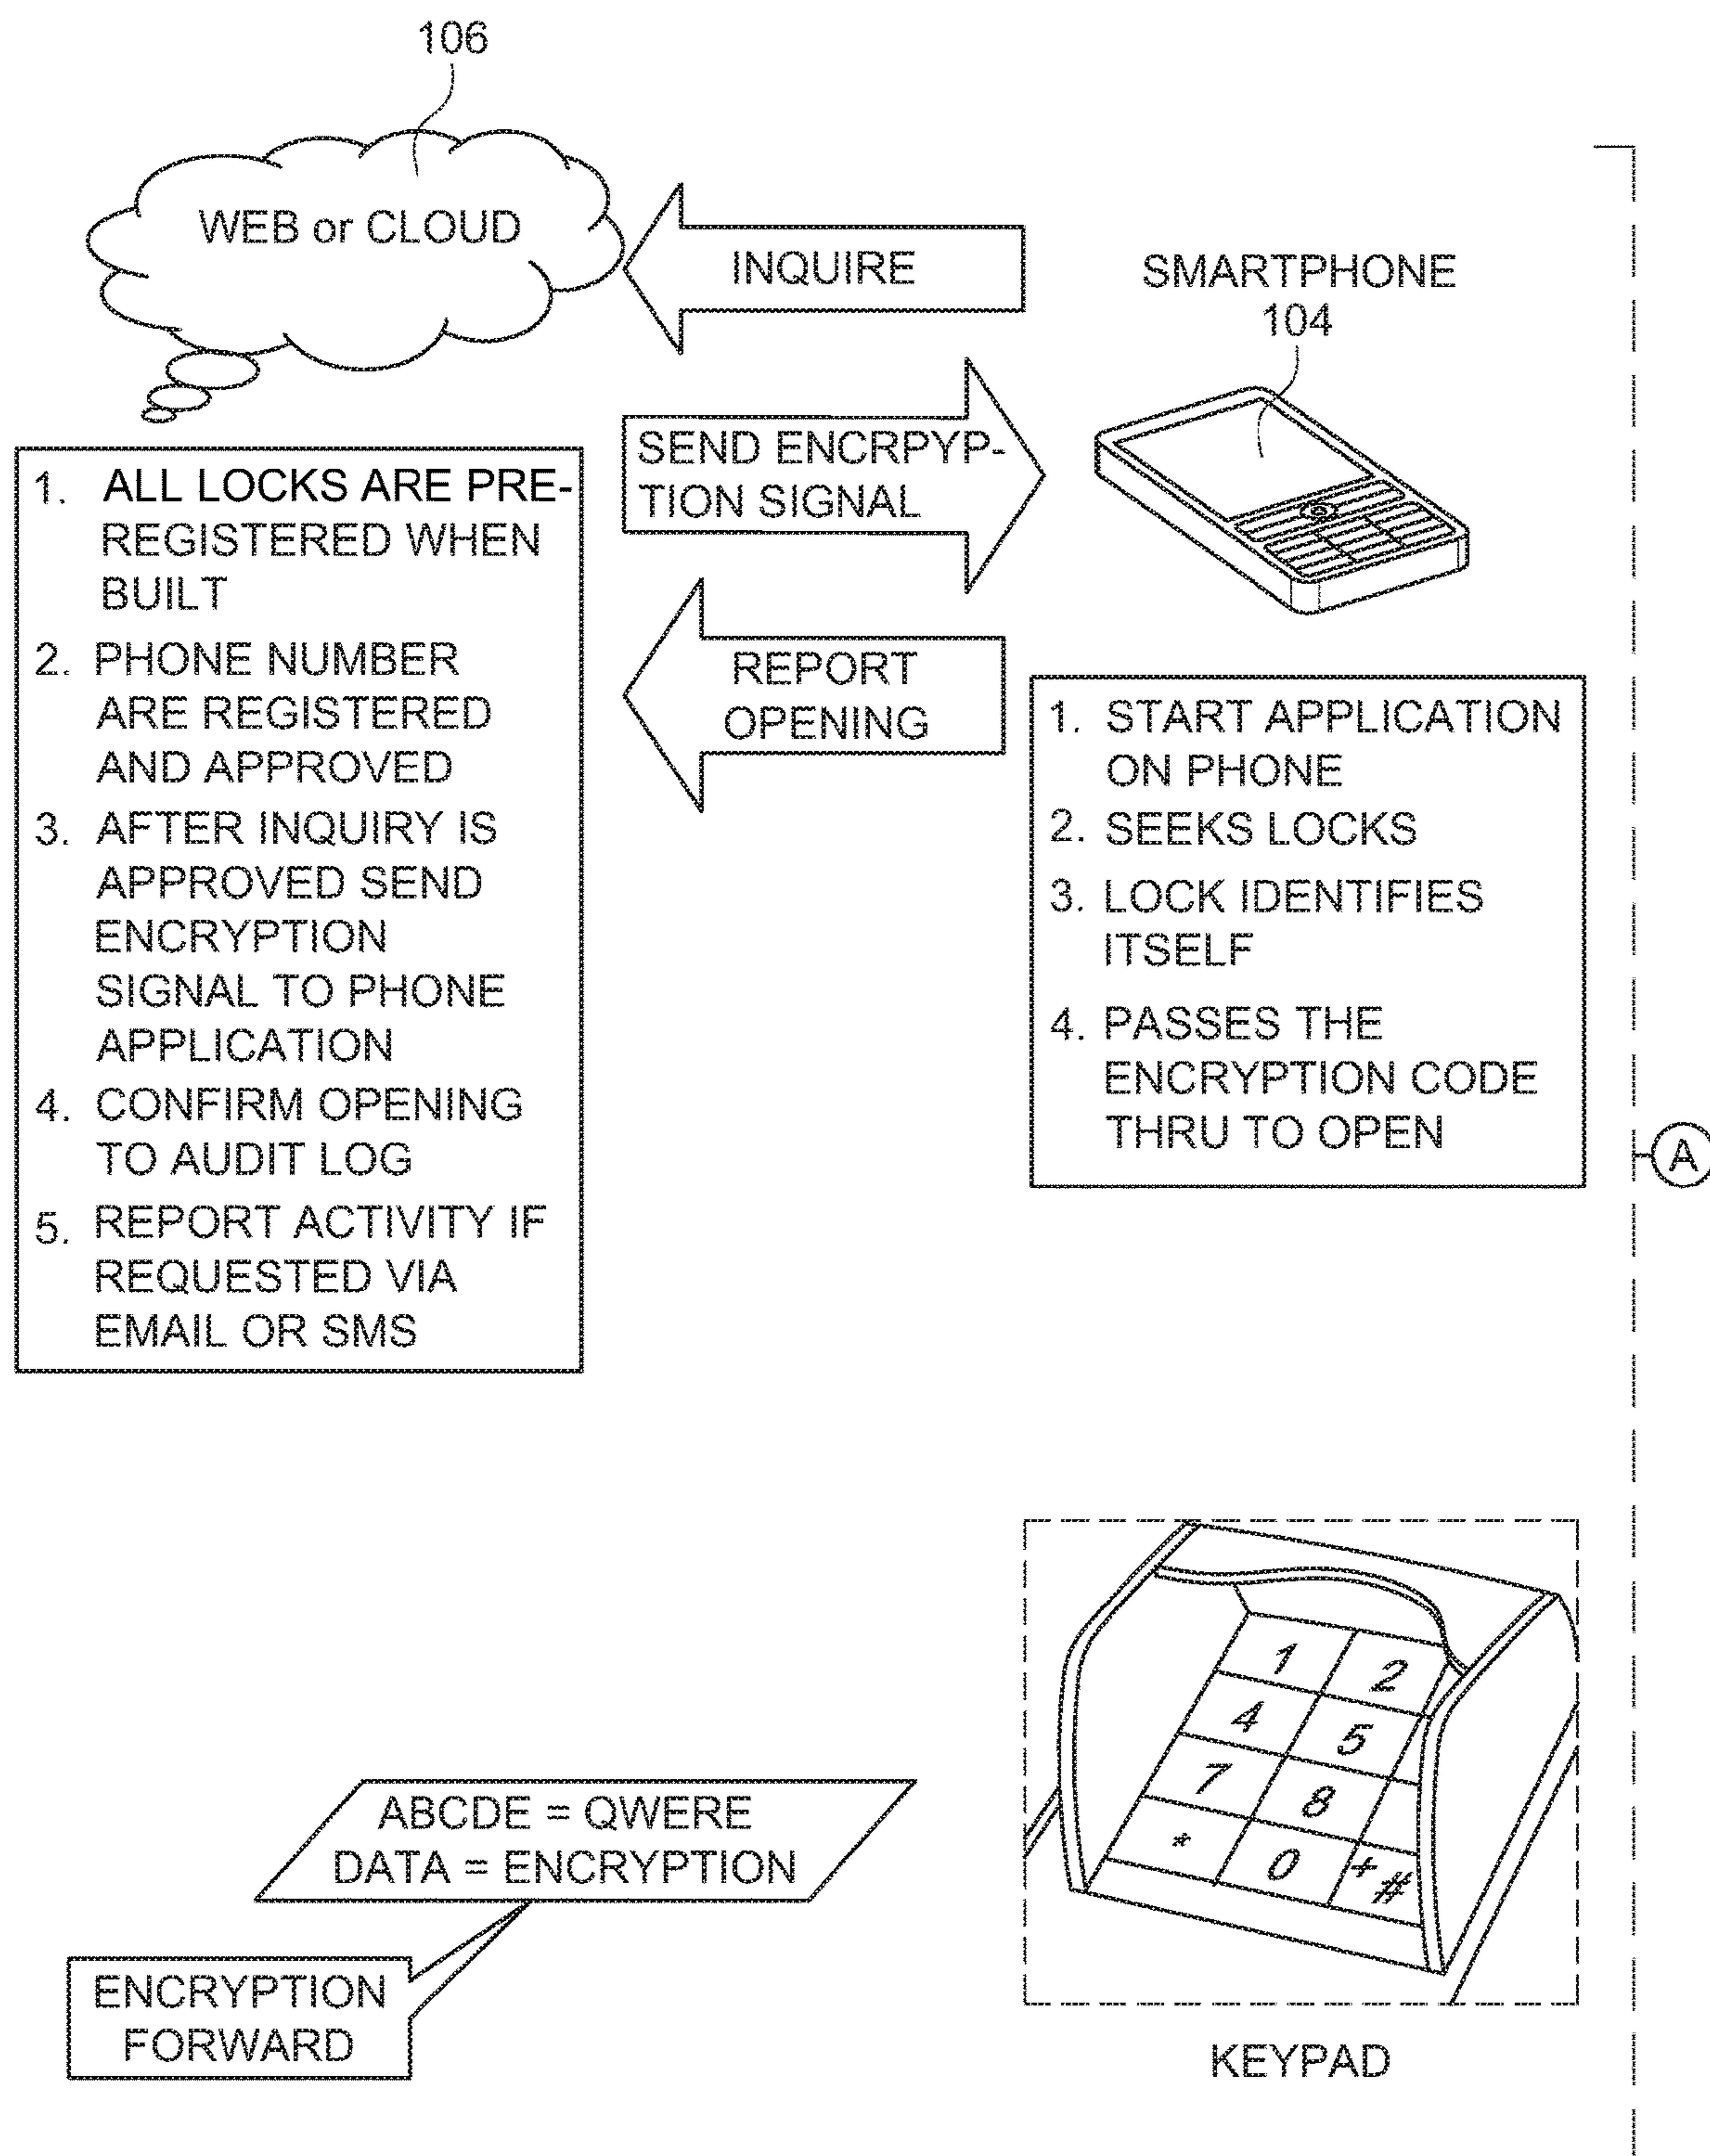 106
WEB or CLOUD
INQUIRE
SMARTPHONE
104
SEND ENCRPYP-
TION SIGNAL
REPORT
OPENING
1. ALL LOCKS ARE PRE-
REGISTERED WHEN
BUILT
2. PHONE NUMBER
ARE REGISTERED
AND APPROVED
3. AFTER INQUIRY IS
APPROVED SEND
ENCRYPTION
SIGNAL TO PHONE
APPLICATION
4. CONFIRM OPENING
TO AUDIT LOG
5. REPORT ACTIVITY IF
REQUESTED VIA
EMAIL OR SMS
1. START APPLICATION
ON PHONE
2. SEEKS LOCKS
3. LOCK IDENTIFIES
ITSELF
4. PASSES THE
ENCRYPTION CODE
THRU TO OPEN
A
1 2
4 5
7 8
* 0 + #
KEYPAD
ABCDE = QWERE
DATA = ENCRYPTION
ENCRYPTION
FORWARD